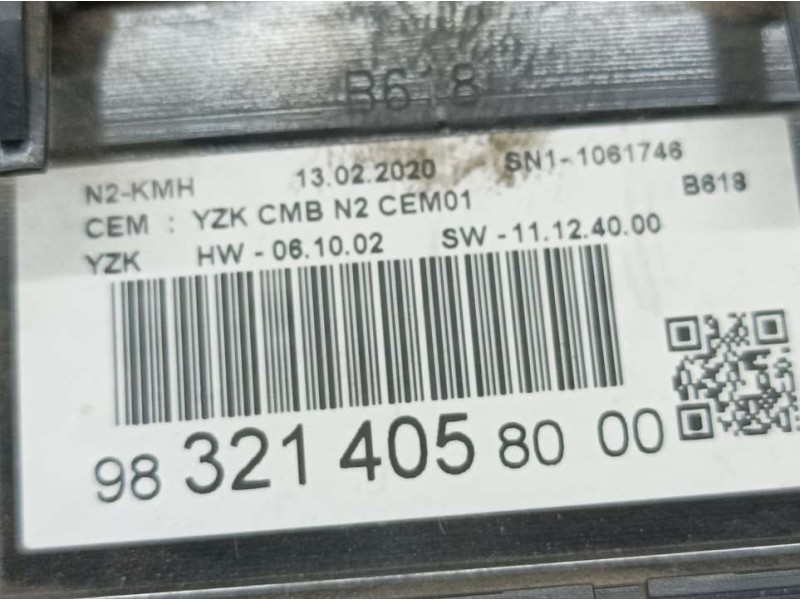 B618
N2-KMH 13.02.2020 SN1-1061746
CEM : YZK CMB N2 CEM01 B618
YZK HW - 06.10.02 SW - 11.12.40.00
98 321 405 80 00